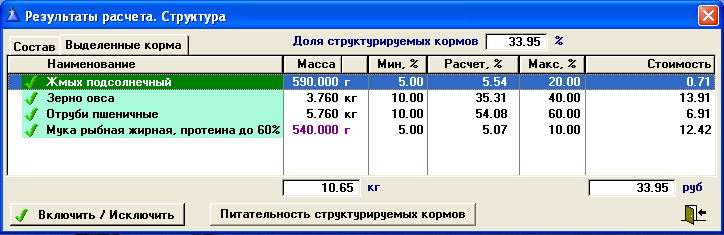 Результаты расчета. Структура
Состав Выделенные корма Доля структурируемых кормов 33.95 %
Наименование Масса Мин, % Расчет, % Макс, % Стоимость
Жмых подсолнечный 590.000 г 5.00 5.54 20.00 0.71
Зерно овса 3.760 кг 10.00 35.31 40.00 13.91
Отруби пшеничные 5.760 кг 10.00 54.08 60.00 6.91
Мука рыбная жирная, протеина до 60% 540.000 г 5.00 5.07 10.00 12.42
10.65 кг 33.95 руб
Включить / Исключить Питательность структурируемых кормов